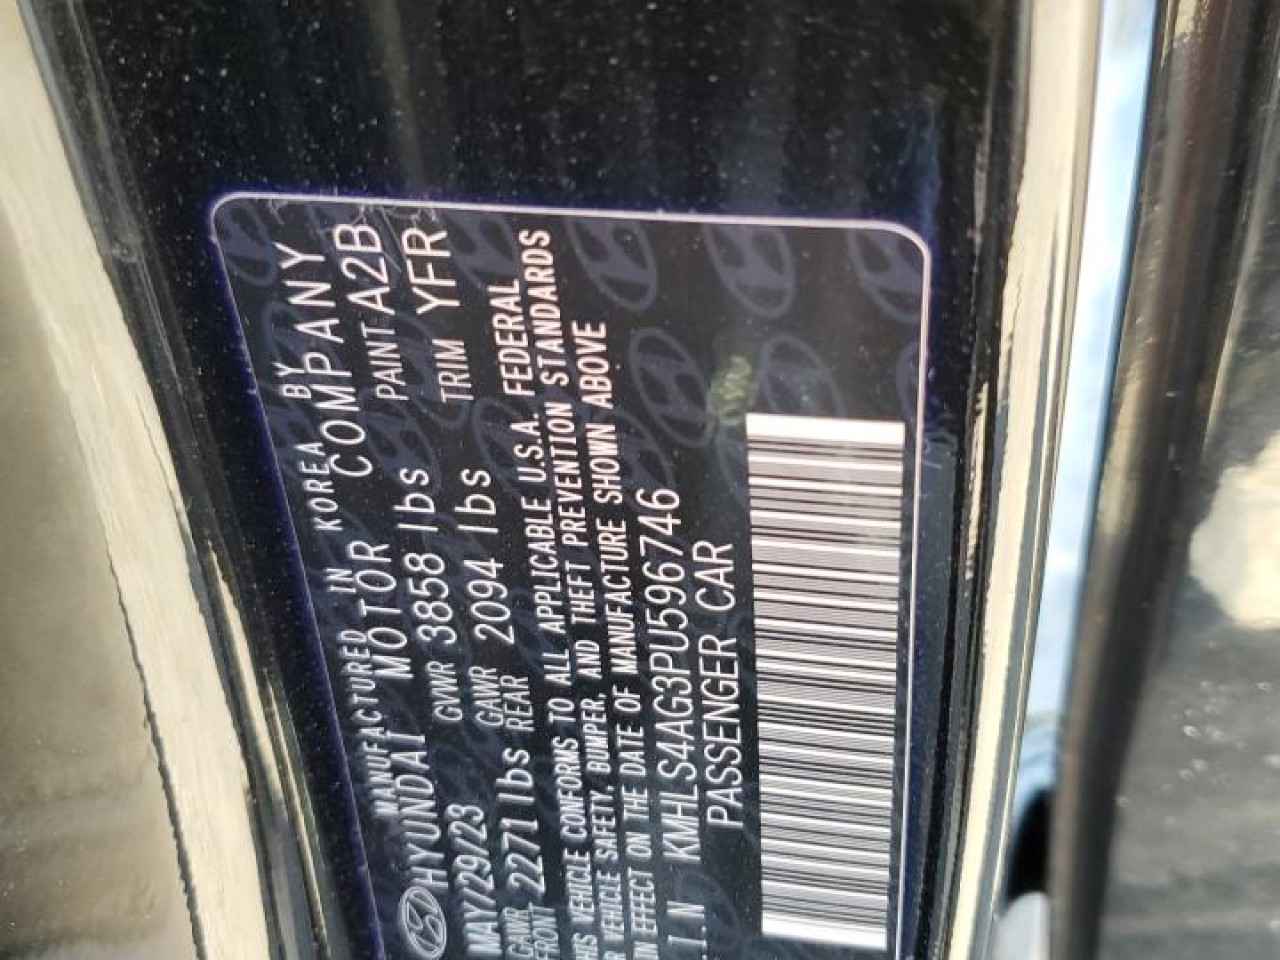 MANUFACTURED IN KOREA BY
HYUNDAI MOTOR COMPANY
MAY/29/23 GVWR 3858 lbs PAINT A2B
GAWR FRONT 2271 lbs GAWR REAR 2094 lbs TRIM YFR
HIS VEHICLE CONFORMS TO ALL APPLICABLE U.S.A. FEDERAL
R VEHICLE SAFETY, BUMPER, AND THEFT PREVENTION STANDARDS
IN EFFECT ON THE DATE OF MANUFACTURE SHOWN ABOVE
.I.N KMHLS4AG3PU596746
PASSENGER CAR